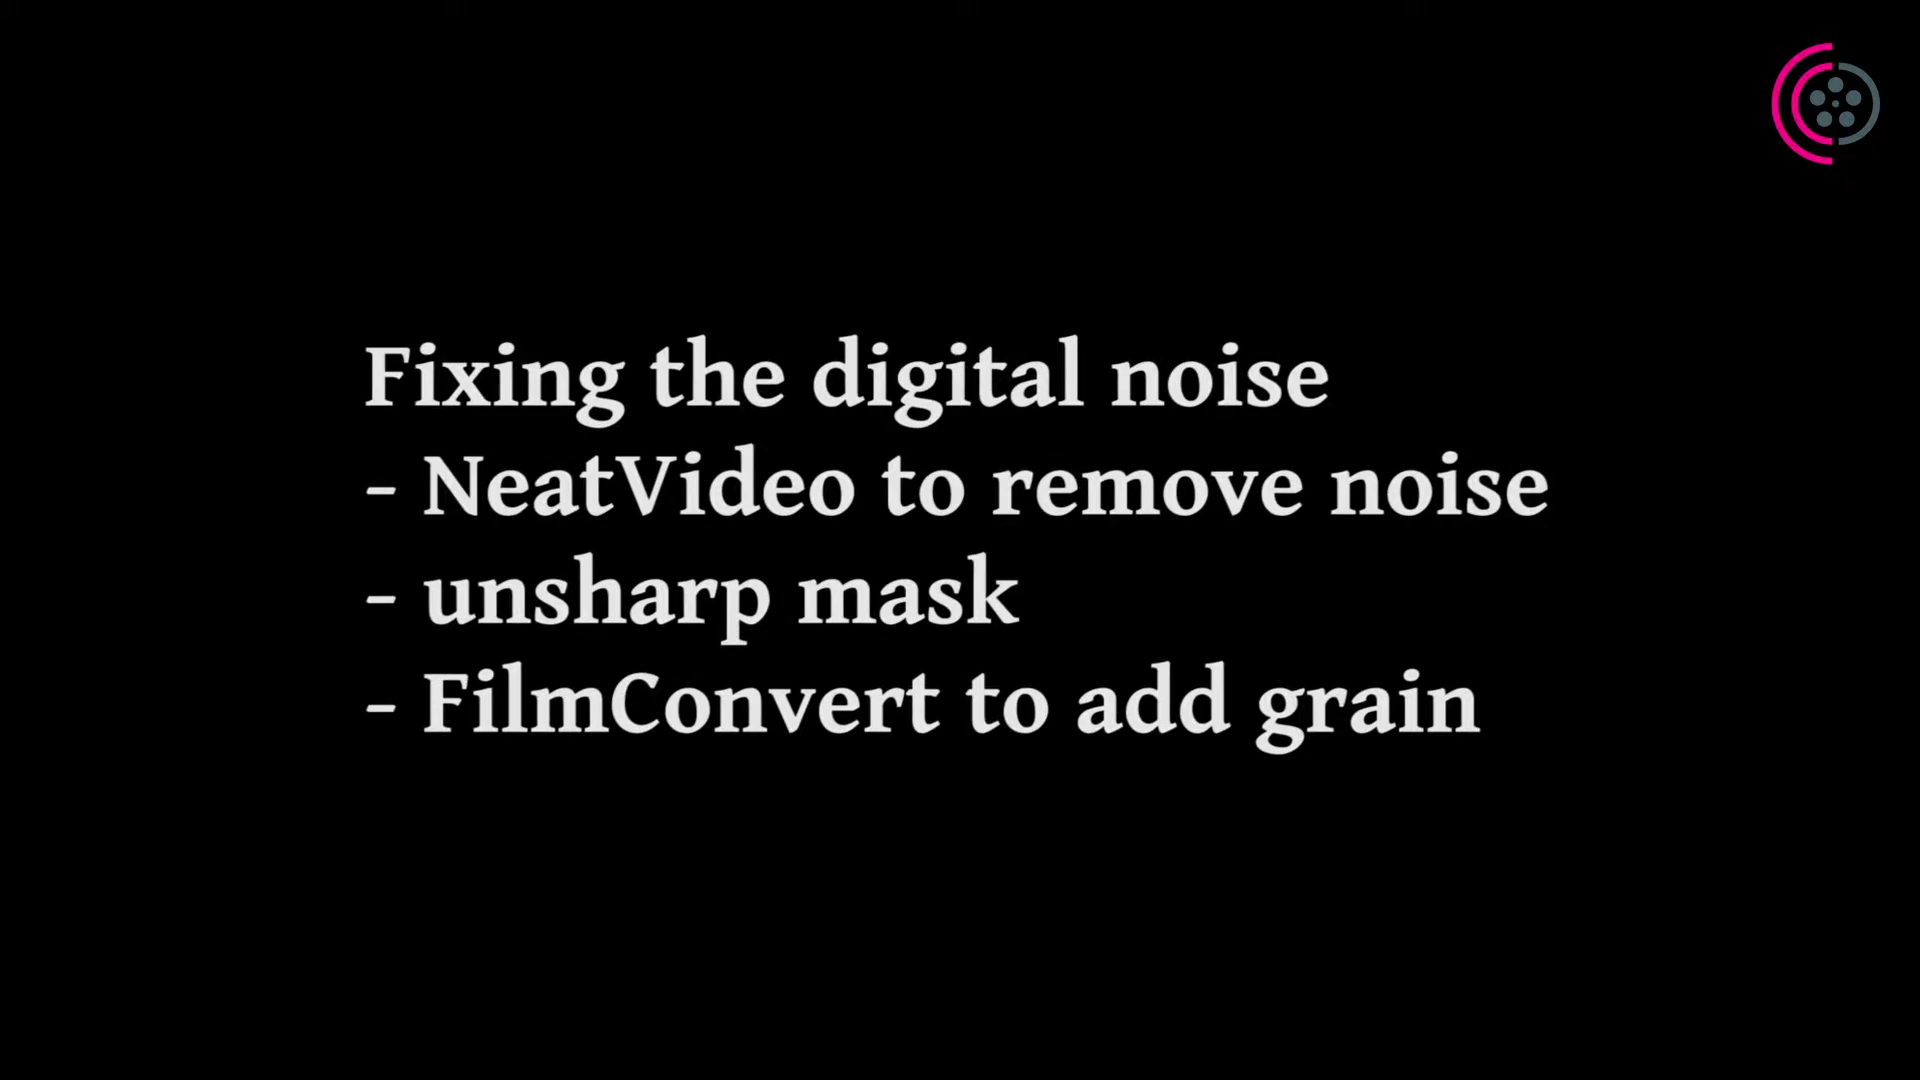 Fixing the digital noise
- NeatVideo to remove noise
- unsharp mask
- FilmConvert to add grain